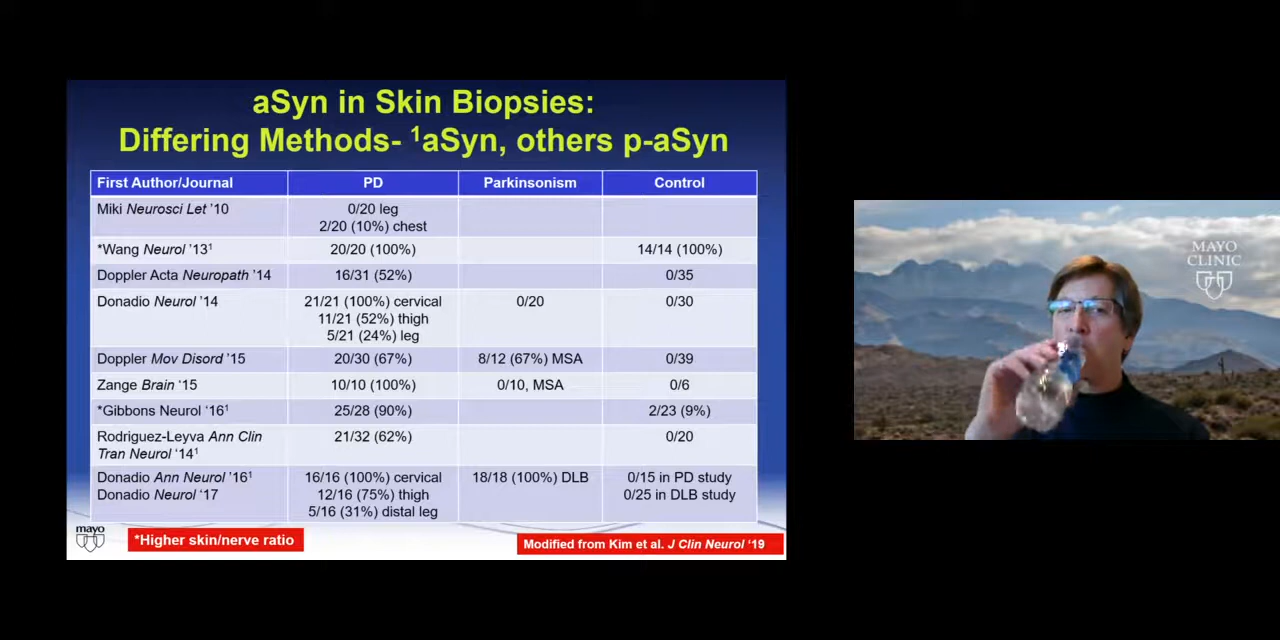 aSyn in Skin Biopsies:
Differing Methods- ¹aSyn, others p-aSyn
First Author/Journal PD Parkinsonism Control
Miki Neurosci Let '10 0/20 leg
2/20 (10%) chest
*Wang Neurol '13¹ 20/20 (100%) 14/14 (100%)
Doppler Acta Neuropath '14 16/31 (52%) 0/35
Donadio Neurol '14 21/21 (100%) cervical 0/20 0/30
11/21 (52%) thigh
5/21 (24%) leg
Doppler Mov Disord '15 20/30 (67%) 8/12 (67%) MSA 0/39
Zange Brain '15 10/10 (100%) 0/10, MSA 0/6
*Gibbons Neurol '16¹ 25/28 (90%) 2/23 (9%)
Rodriguez-Leyva Ann Clin 21/32 (62%) 0/20
Tran Neurol '14¹
Donadio Ann Neurol '16¹ 16/16 (100%) cervical 18/18 (100%) DLB 0/15 in PD study
Donadio Neurol '17 12/16 (75%) thigh 0/25 in DLB study
5/16 (31%) distal leg
mayo
*Higher skin/nerve ratio
Modified from Kim et al. J Clin Neurol '19
MAYO
CLINIC